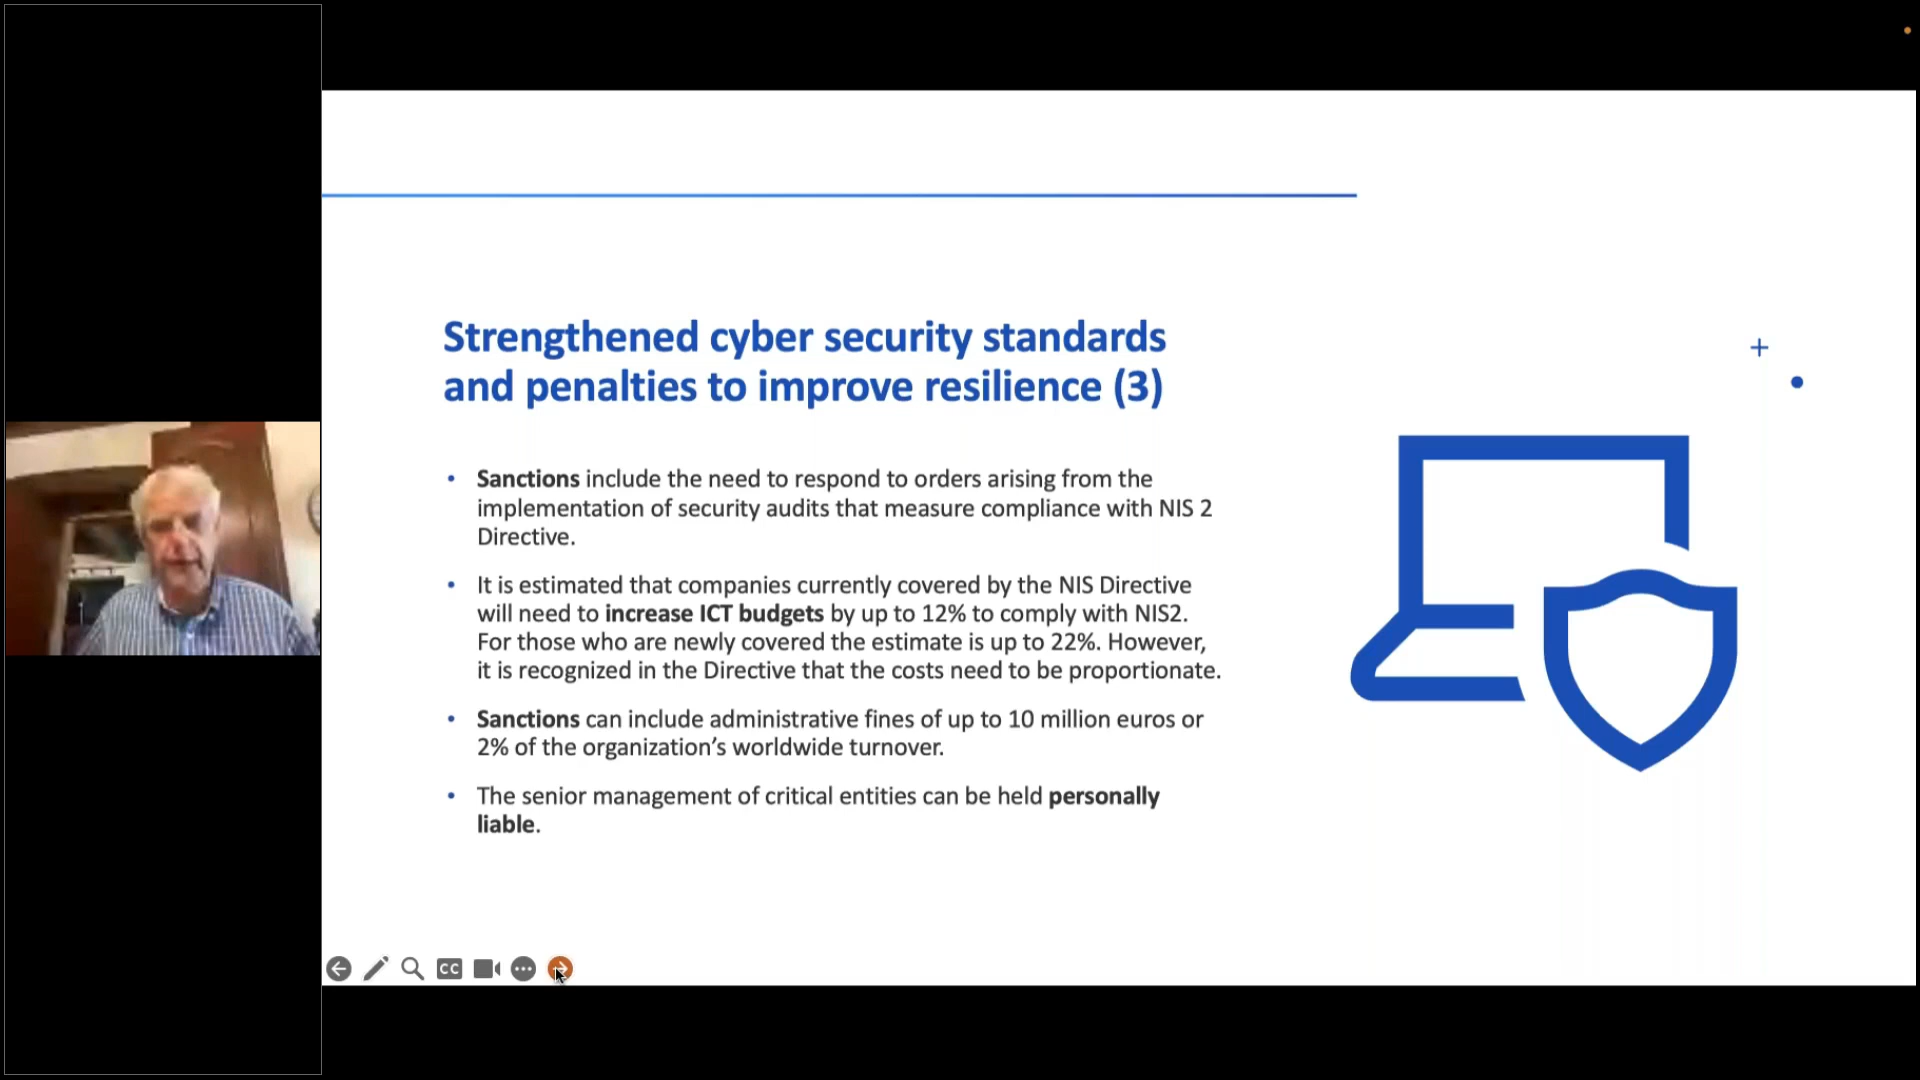 Strengthened cyber security standards
and penalties to improve resilience (3)
• Sanctions include the need to respond to orders arising from the
implementation of security audits that measure compliance with NIS 2
Directive.
• It is estimated that companies currently covered by the NIS Directive
will need to increase ICT budgets by up to 12% to comply with NIS2.
For those who are newly covered the estimate is up to 22%. However,
it is recognized in the Directive that the costs need to be proportionate.
• Sanctions can include administrative fines of up to 10 million euros or
2% of the organization’s worldwide turnover.
• The senior management of critical entities can be held personally
liable.
CC